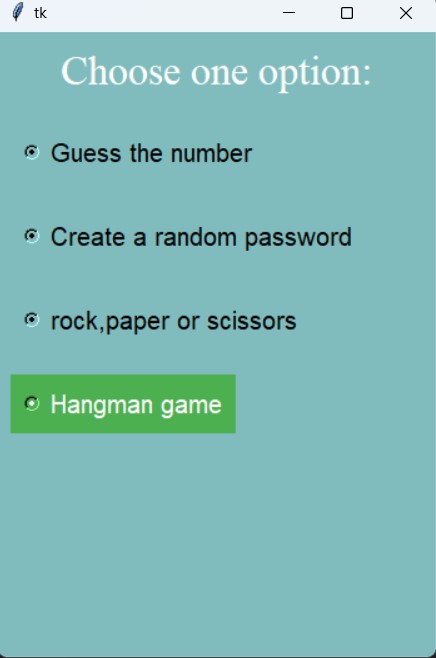 tk
Choose one option:
Guess the number
Create a random password
rock,paper or scissors
Hangman game